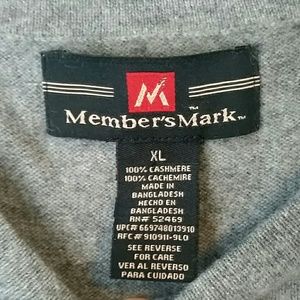 M
Member'sMark™
XL
100% CASHMERE
100% CACHEMIRE
MADE IN
BANGLADESH
HECHO EN
BANGLADESH
RN# 52469
UPC# 669748013910
RFC# 910911-9L0
SEE REVERSE
FOR CARE
VER AL REVERSO
PARA CUIDADO